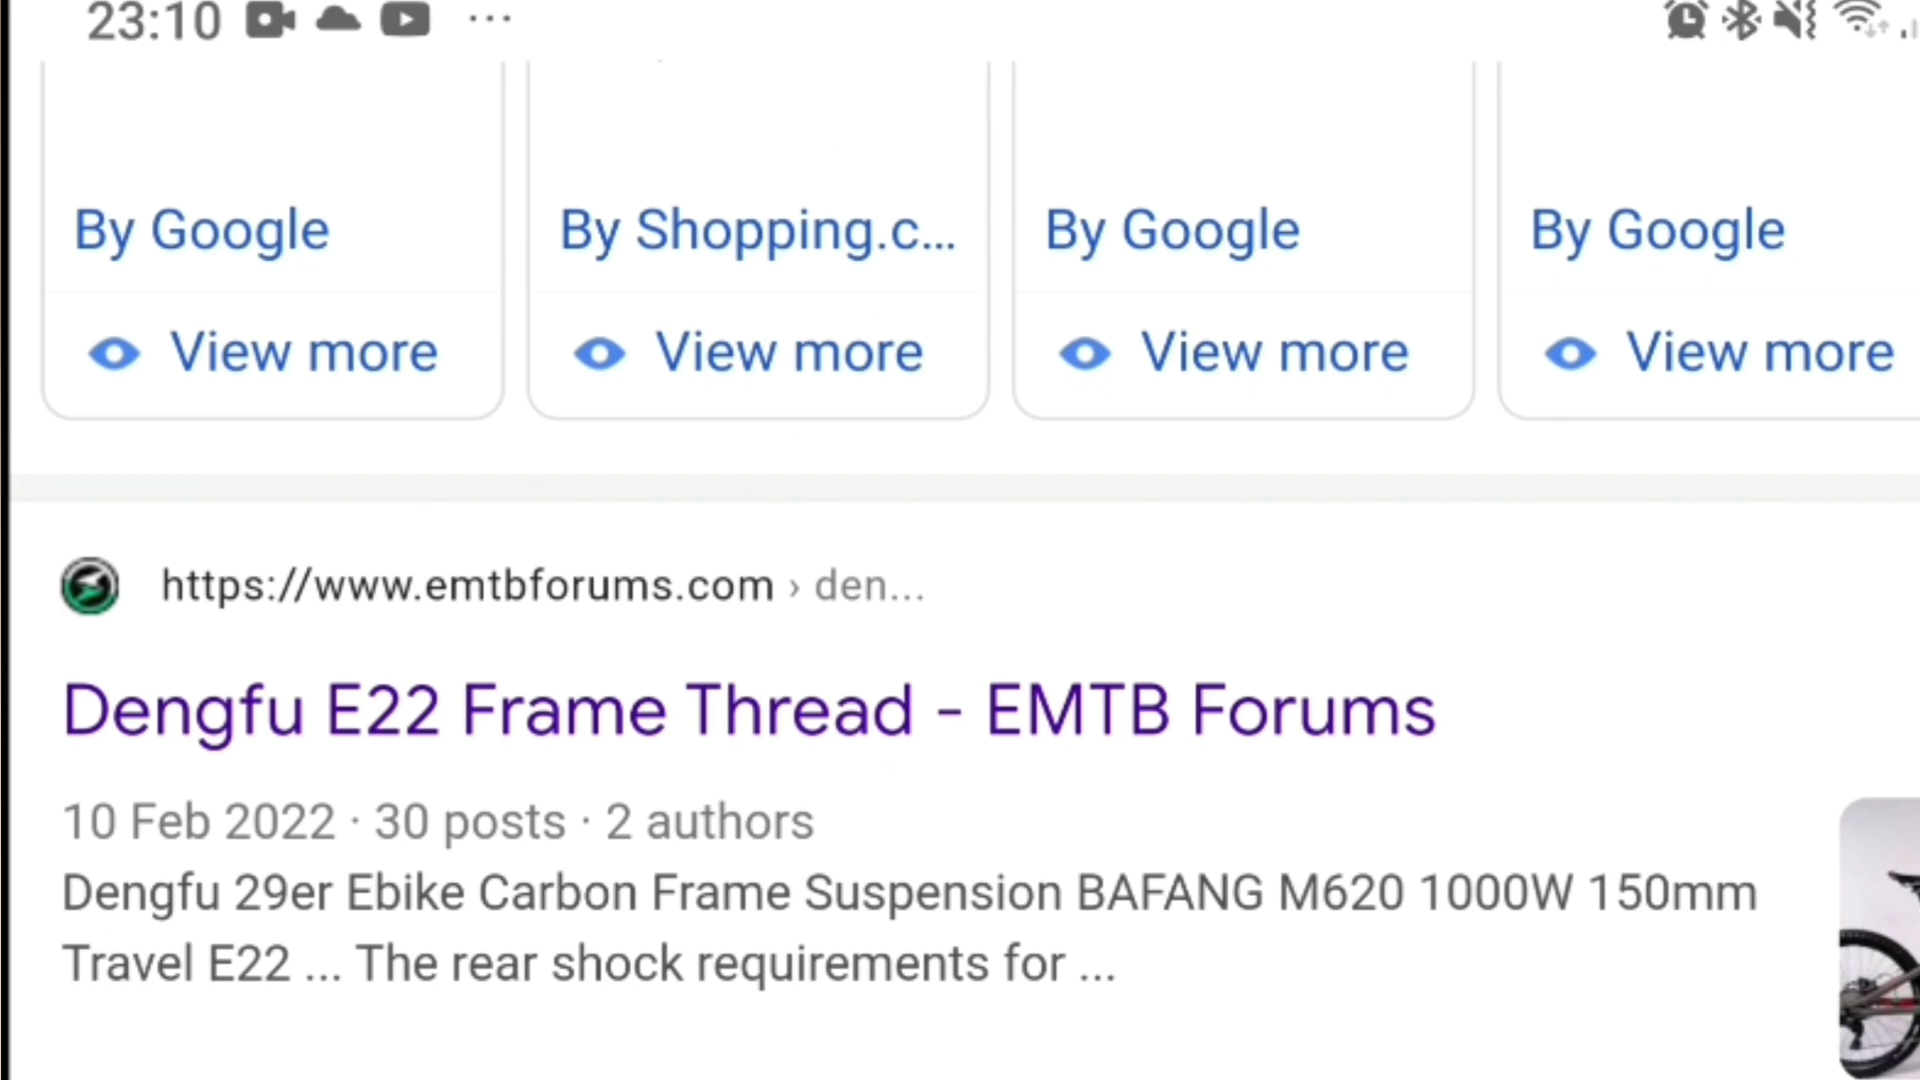 23:10 ...
By Google By Shopping.c... By Google By Google
View more View more View more View more
https://www.emtbforums.com › den...
Dengfu E22 Frame Thread - EMTB Forums
10 Feb 2022 · 30 posts · 2 authors
Dengfu 29er Ebike Carbon Frame Suspension BAFANG M620 1000W 150mm
Travel E22 ... The rear shock requirements for ...